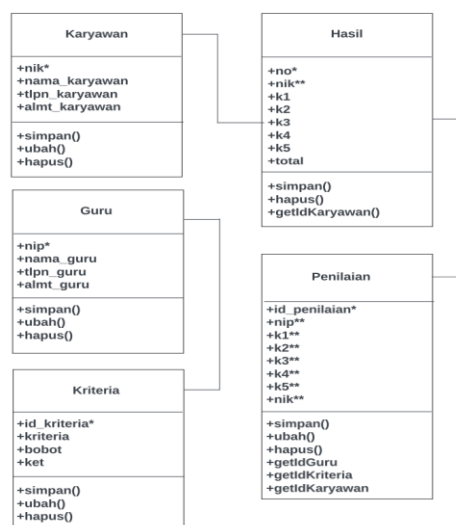 Karyawan
+nik*
+nama_karyawan
+tlpn_karyawan
+almt_karyawan
+simpan()
+ubah()
+hapus()
Guru
+nip*
+nama_guru
+tlpn_guru
+almt_guru
+simpan()
+ubah()
+hapus()
Kriteria
+id_kriteria*
+kriteria
+bobot
+ket
+simpan()
+ubah()
+hapus()
Hasil
+no*
+nik**
+k1
+k2
+k3
+k4
+k5
+total
+simpan()
+hapus()
+getIdKaryawan()
Penilaian
+id_penilaian*
+nip**
+k1**
+k2**
+k3**
+k4**
+k5**
+nik**
+simpan()
+ubah()
+hapus()
+getIdGuru
+getIdKriteria
+getIdKaryawan